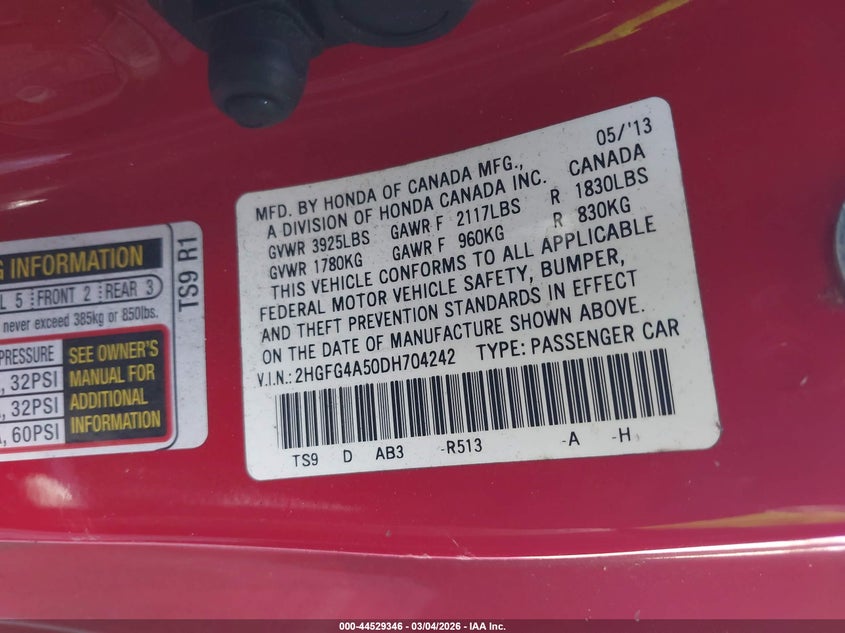 05/'13
MFD. BY HONDA OF CANADA MFG., CANADA
A DIVISION OF HONDA CANADA INC.
GVWR 3925LBS GAWR F 2117LBS R 1830LBS
GVWR 1780KG GAWR F 960KG R 830KG
THIS VEHICLE CONFORMS TO ALL APPLICABLE
FEDERAL MOTOR VEHICLE SAFETY, BUMPER,
AND THEFT PREVENTION STANDARDS IN EFFECT
ON THE DATE OF MANUFACTURE SHOWN ABOVE.
V.I.N.: 2HGFG4A50DH704242 TYPE: PASSENGER CAR
TS9 D AB3 -R513 -A -H
INFORMATION
5 FRONT 2 REAR 3
never exceed 385kg or 850lbs.
PRESSURE
32PSI
32PSI
60PSI
SEE OWNER'S
MANUAL FOR
ADDITIONAL
INFORMATION
TS9 R1
000-44529346 | 03/04/2026 - IAA Inc.